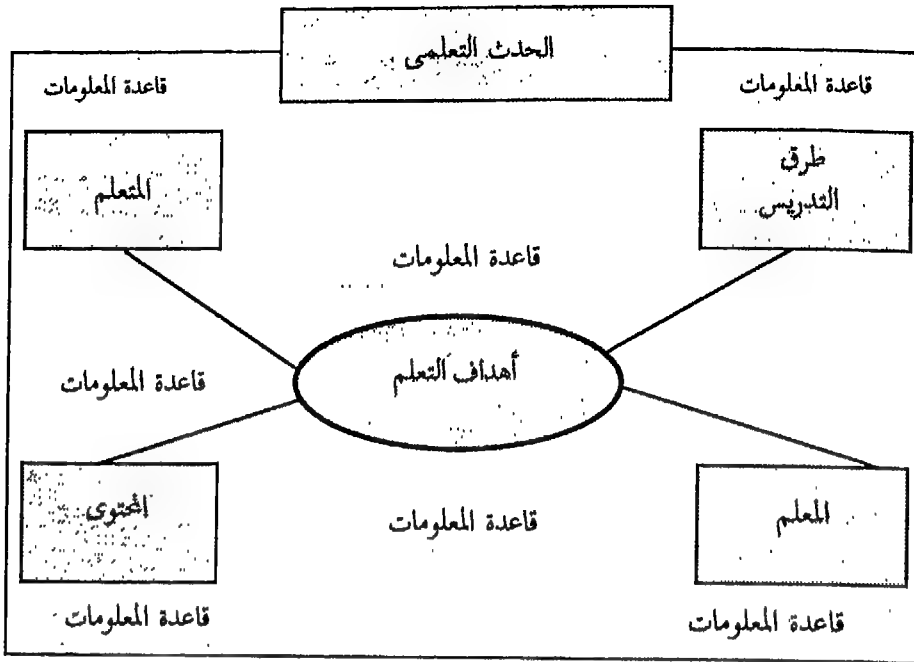 الحدث التعلمى
قاعدة المعلومات
قاعدة المعلومات
طرق
التدريس
المتعلم
قاعدة المعلومات
أهداف التعلم
قاعدة المعلومات
المعلم
المحتوى
قاعدة المعلومات
قاعدة المعلومات
قاعدة المعلومات